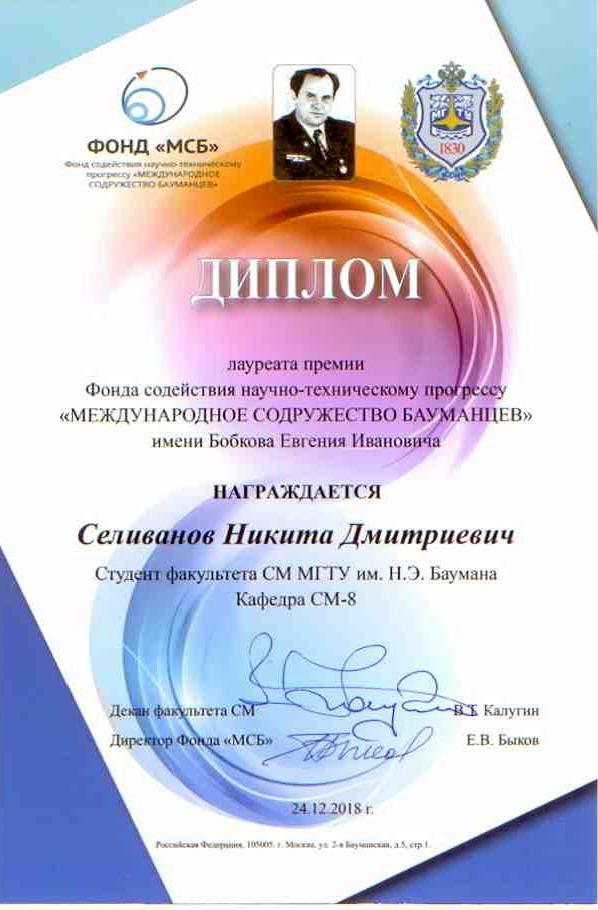 ФОНД «МСБ»
Фонд содействия научно-техническому
прогрессу «МЕЖДУНАРОДНОЕ
СОДРУЖЕСТВО БАУМАНЦЕВ»
МГТУ
1830
ДИПЛОМ
лауреата премии
Фонда содействия научно-техническому прогрессу
«МЕЖДУНАРОДНОЕ СОДРУЖЕСТВО БАУМАНЦЕВ»
имени Бобкова Евгения Ивановича
НАГРАЖДАЕТСЯ
Селиванов Никита Дмитриевич
Студент факультета СМ МГТУ им. Н.Э. Баумана
Кафедра СМ-8
Декан факультета СМ В.Т. Калугин
Директор Фонда «МСБ» Е.В. Быков
24.12.2018 г.
Российская Федерация, 105005. г. Москва, ул. 2-я Бауманская, д.5, стр.1.